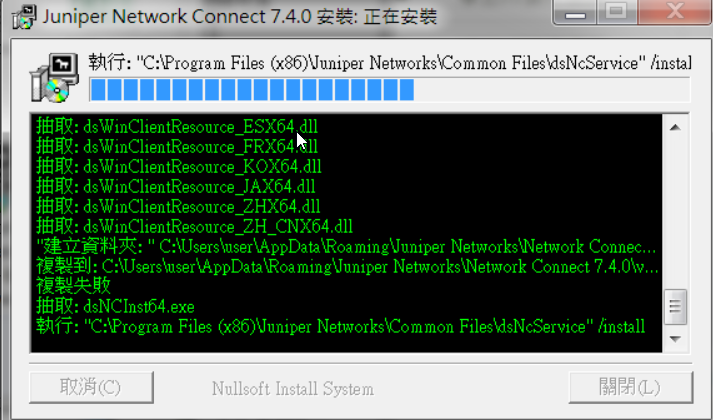 Juniper Network Connect 7.4.0 安裝: 正在安裝
執行: "C:\Program Files (x86)\Juniper Networks\Common Files\dsNcService" /instal
抽取: dsWinClientResource_ESX64.dll
抽取: dsWinClientResource_FRX64.dll
抽取: dsWinClientResource_KOX64.dll
抽取: dsWinClientResource_JAX64.dll
抽取: dsWinClientResource_ZHX64.dll
抽取: dsWinClientResource_ZH_CNX64.dll
"建立資料夾: " C:\Users\user\AppData\Roaming\Juniper Networks\Network Connec...
複製到: C:\Users\user\AppData\Roaming\Juniper Networks\Network Connect 7.4.0\v...
複製失敗
抽取: dsNCInst64.exe
執行: "C:\Program Files (x86)\Juniper Networks\Common Files\dsNcService" /install
取消(C)
Nullsoft Install System
關閉(L)